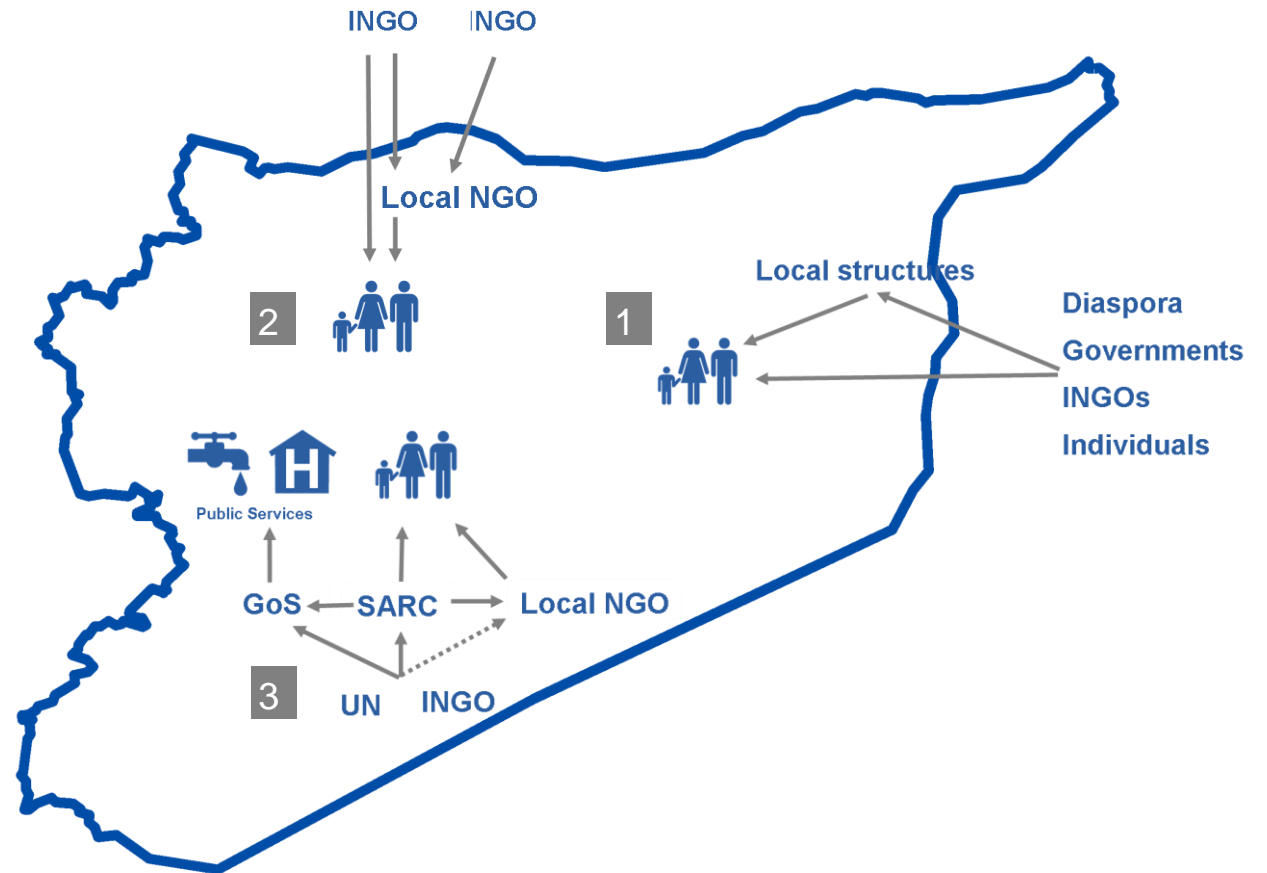 INGO
INGO
Local NGO
2
1
Local structures
Diaspora
Governments
INGOs
Individuals
H
Public Services
GoS
SARC
Local NGO
3
UN
INGO